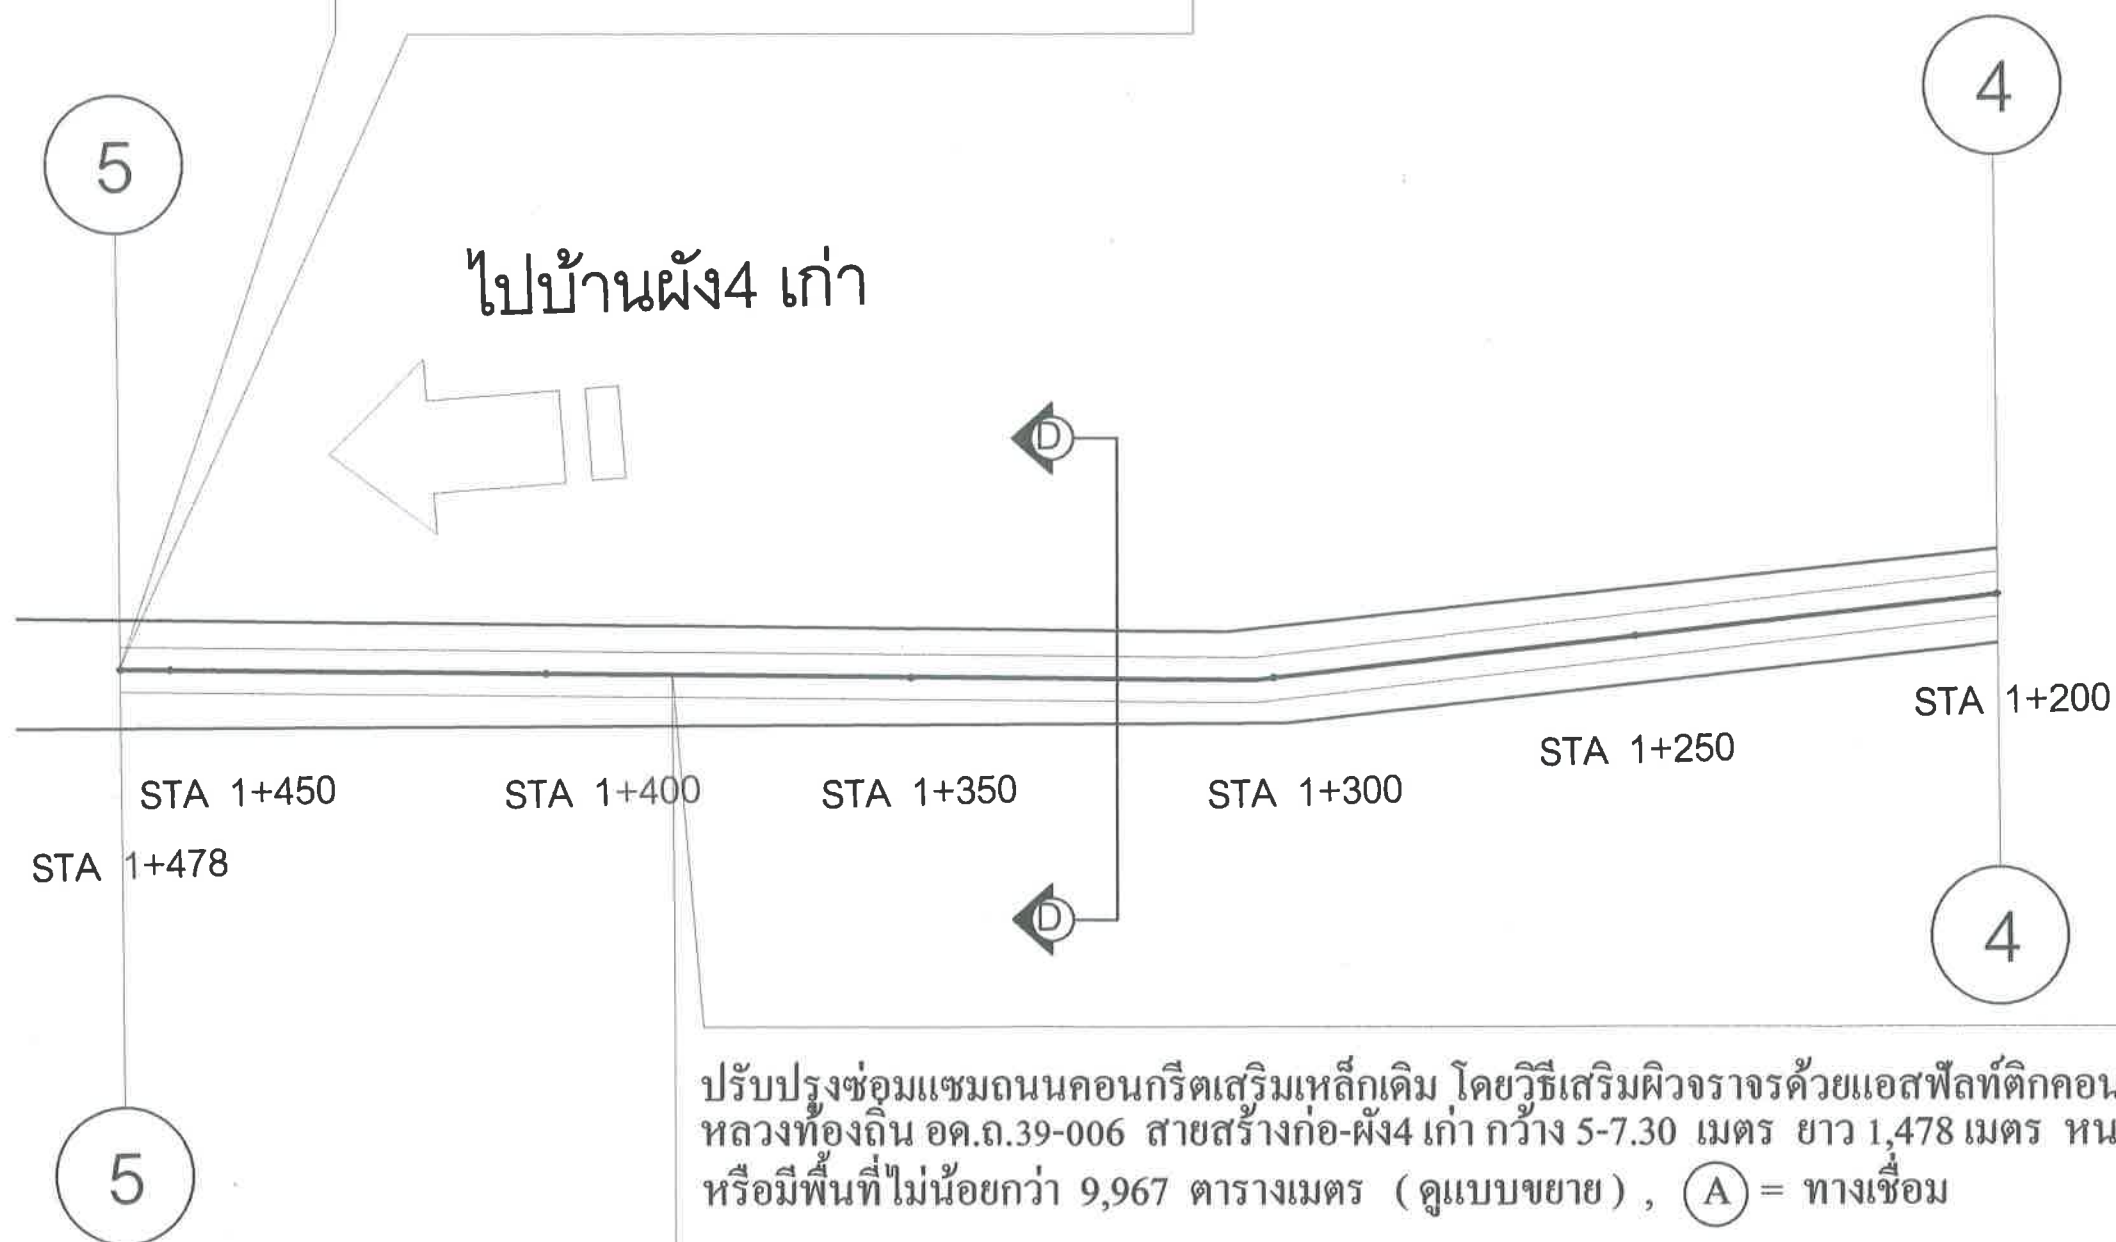 4
5
ไปบ้านผัง4 เก่า
D
STA 1+200
STA 1+250
STA 1+450 STA 1+400 STA 1+350 STA 1+300
STA 1+478
D
4
ปรับปรุงซ่อมแซมถนนคอนกรีตเสริมเหล็กเดิม โดยวิธีเสริมผิวจราจรด้วยแอสฟัลท์ติกคอน
หลวงท้องถิ่น อด.ถ.39-006 สายสร้างก่อ-ผัง4 เก่า กว้าง 5-7.30 เมตร ยาว 1,478 เมตร หน
หรือมีพื้นที่ไม่น้อยกว่า 9,967 ตารางเมตร (ดูแบบขยาย) , A = ทางเชื่อม
5